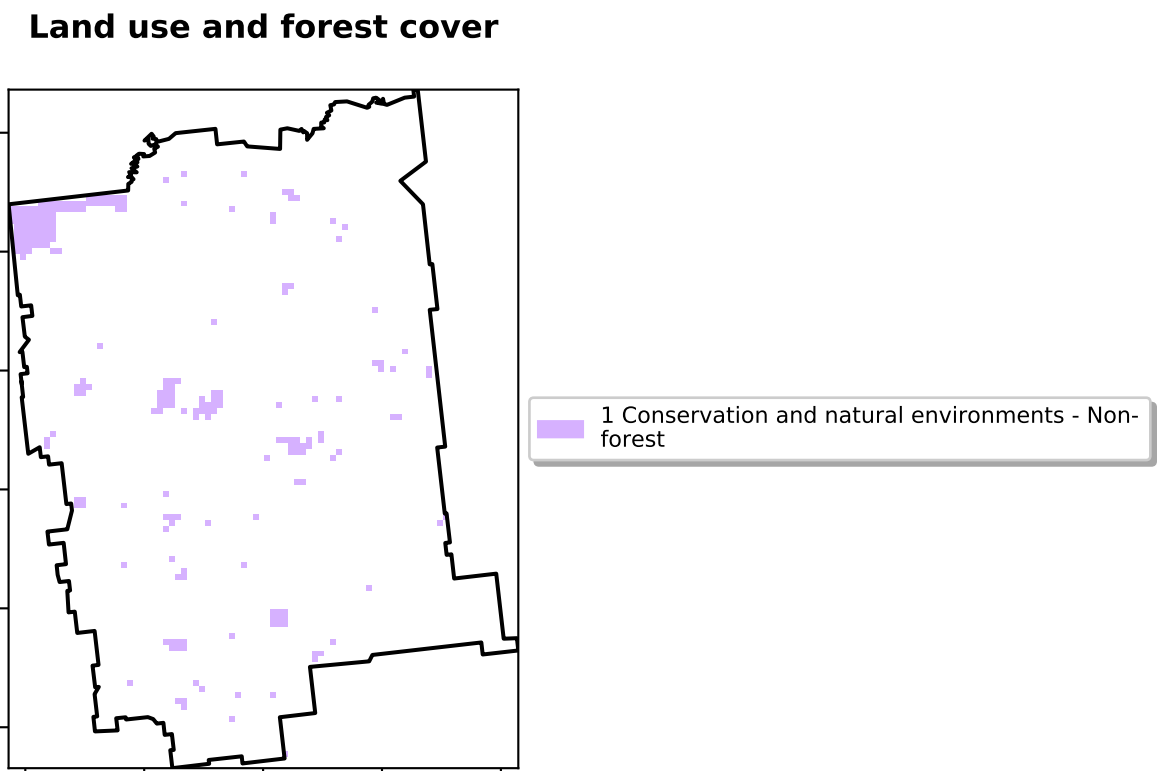 Land use and forest cover
1 Conservation and natural environments - Non-
forest